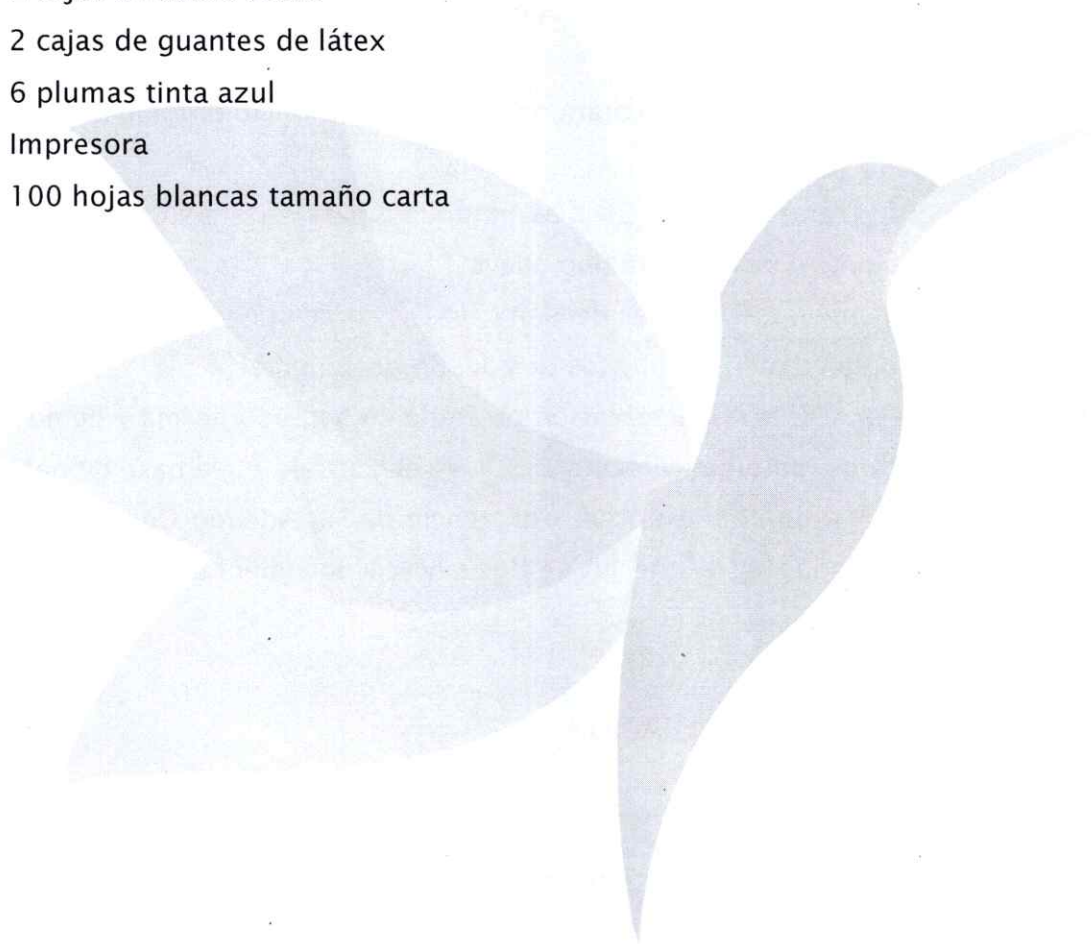 2 cajas de guantes de látex
6 plumas tinta azul
Impresora
100 hojas blancas tamaño carta